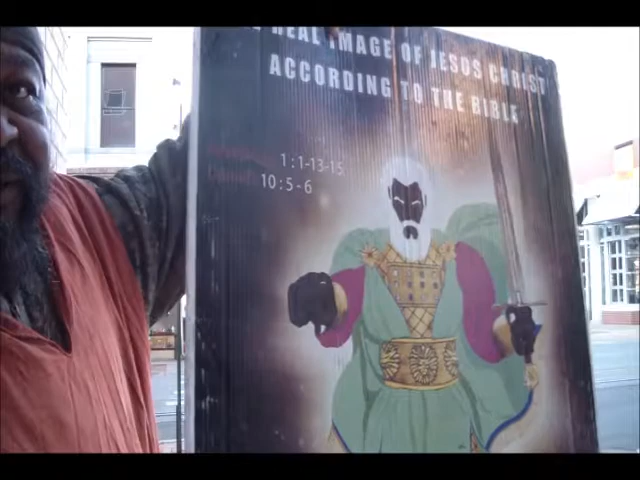 REAL IMAGE OF JESUS CHRIST
ACCORDING TO THE BIBLE
1:1-13-15
10:5-6